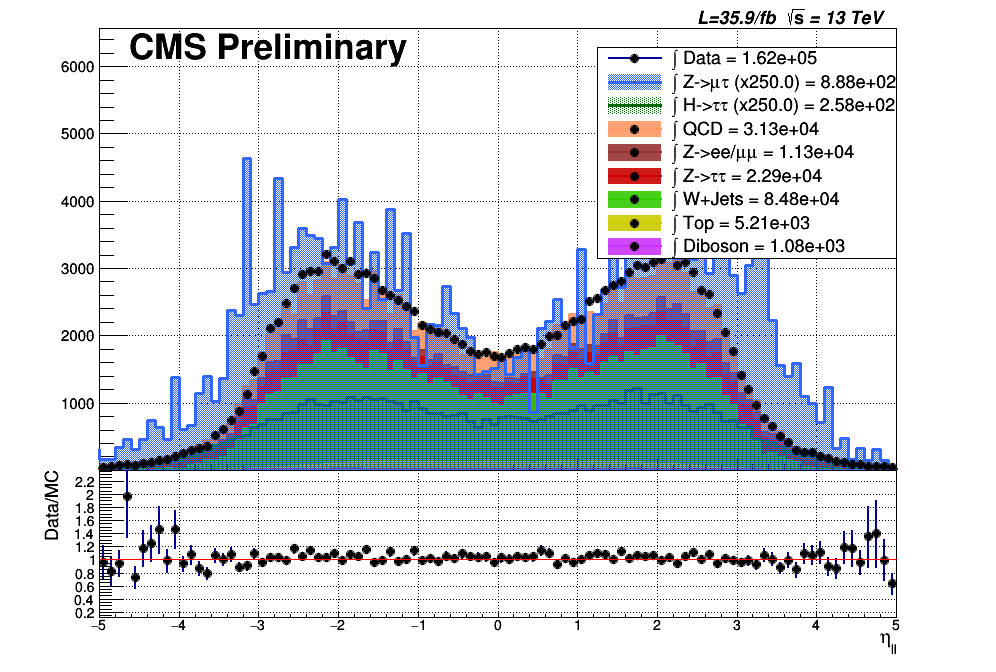 L=35.9/fb √s = 13 TeV
CMS Preliminary
∫ Data = 1.62e+05
∫ Z->μτ (x250.0) = 8.88e+02
∫ H->ττ (x250.0) = 2.58e+02
∫ QCD = 3.13e+04
∫ Z->ee/μμ = 1.13e+04
∫ Z->ττ = 2.29e+04
∫ W+Jets = 8.48e+04
∫ Top = 5.21e+03
∫ Diboson = 1.08e+03
6000
5000
4000
3000
2000
1000
Data/MC
2.2
2
1.8
1.6
1.4
1.2
1
0.8
0.6
0.4
0.2
−5 −4 −3 −2 −1 0 1 2 3 4 5
η_||